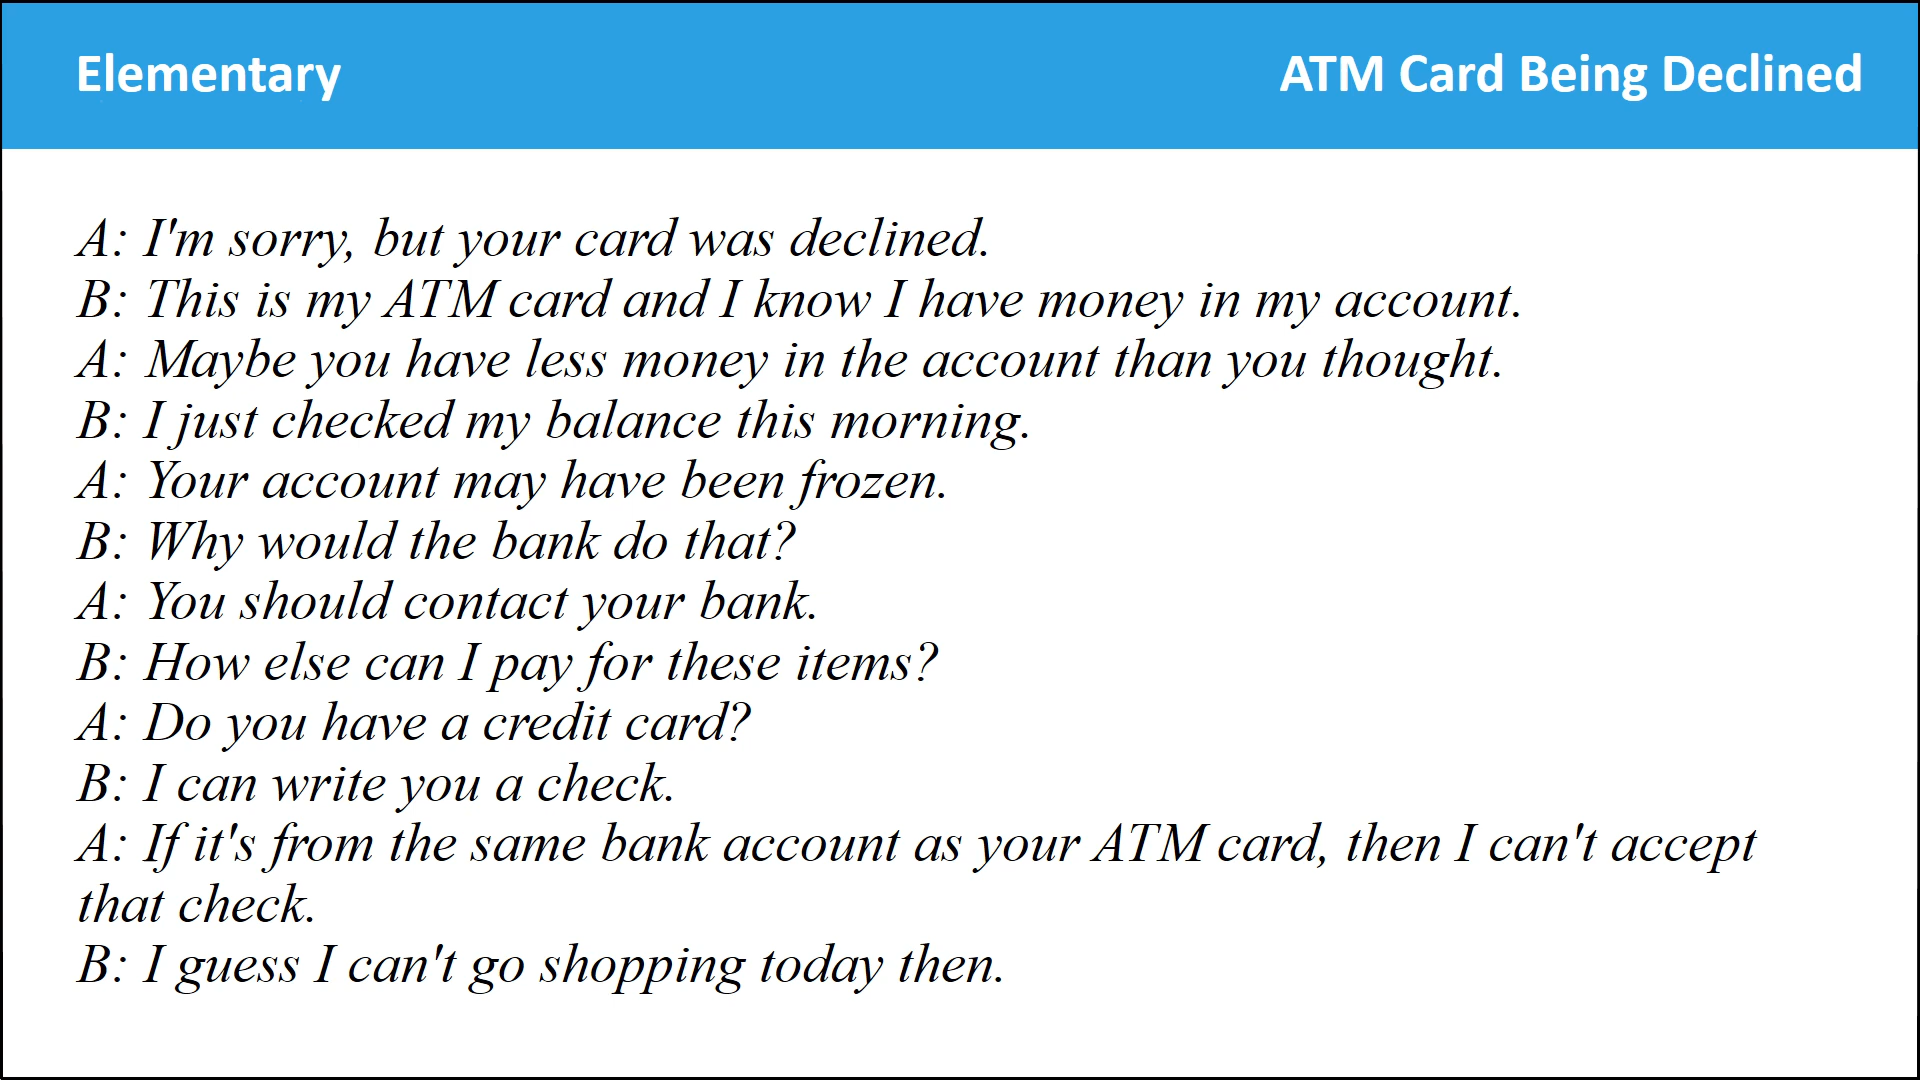 Elementary
ATM Card Being Declined
A: I'm sorry, but your card was declined.
B: This is my ATM card and I know I have money in my account.
A: Maybe you have less money in the account than you thought.
B: I just checked my balance this morning.
A: Your account may have been frozen.
B: Why would the bank do that?
A: You should contact your bank.
B: How else can I pay for these items?
A: Do you have a credit card?
B: I can write you a check.
A: If it's from the same bank account as your ATM card, then I can't accept
that check.
B: I guess I can't go shopping today then.